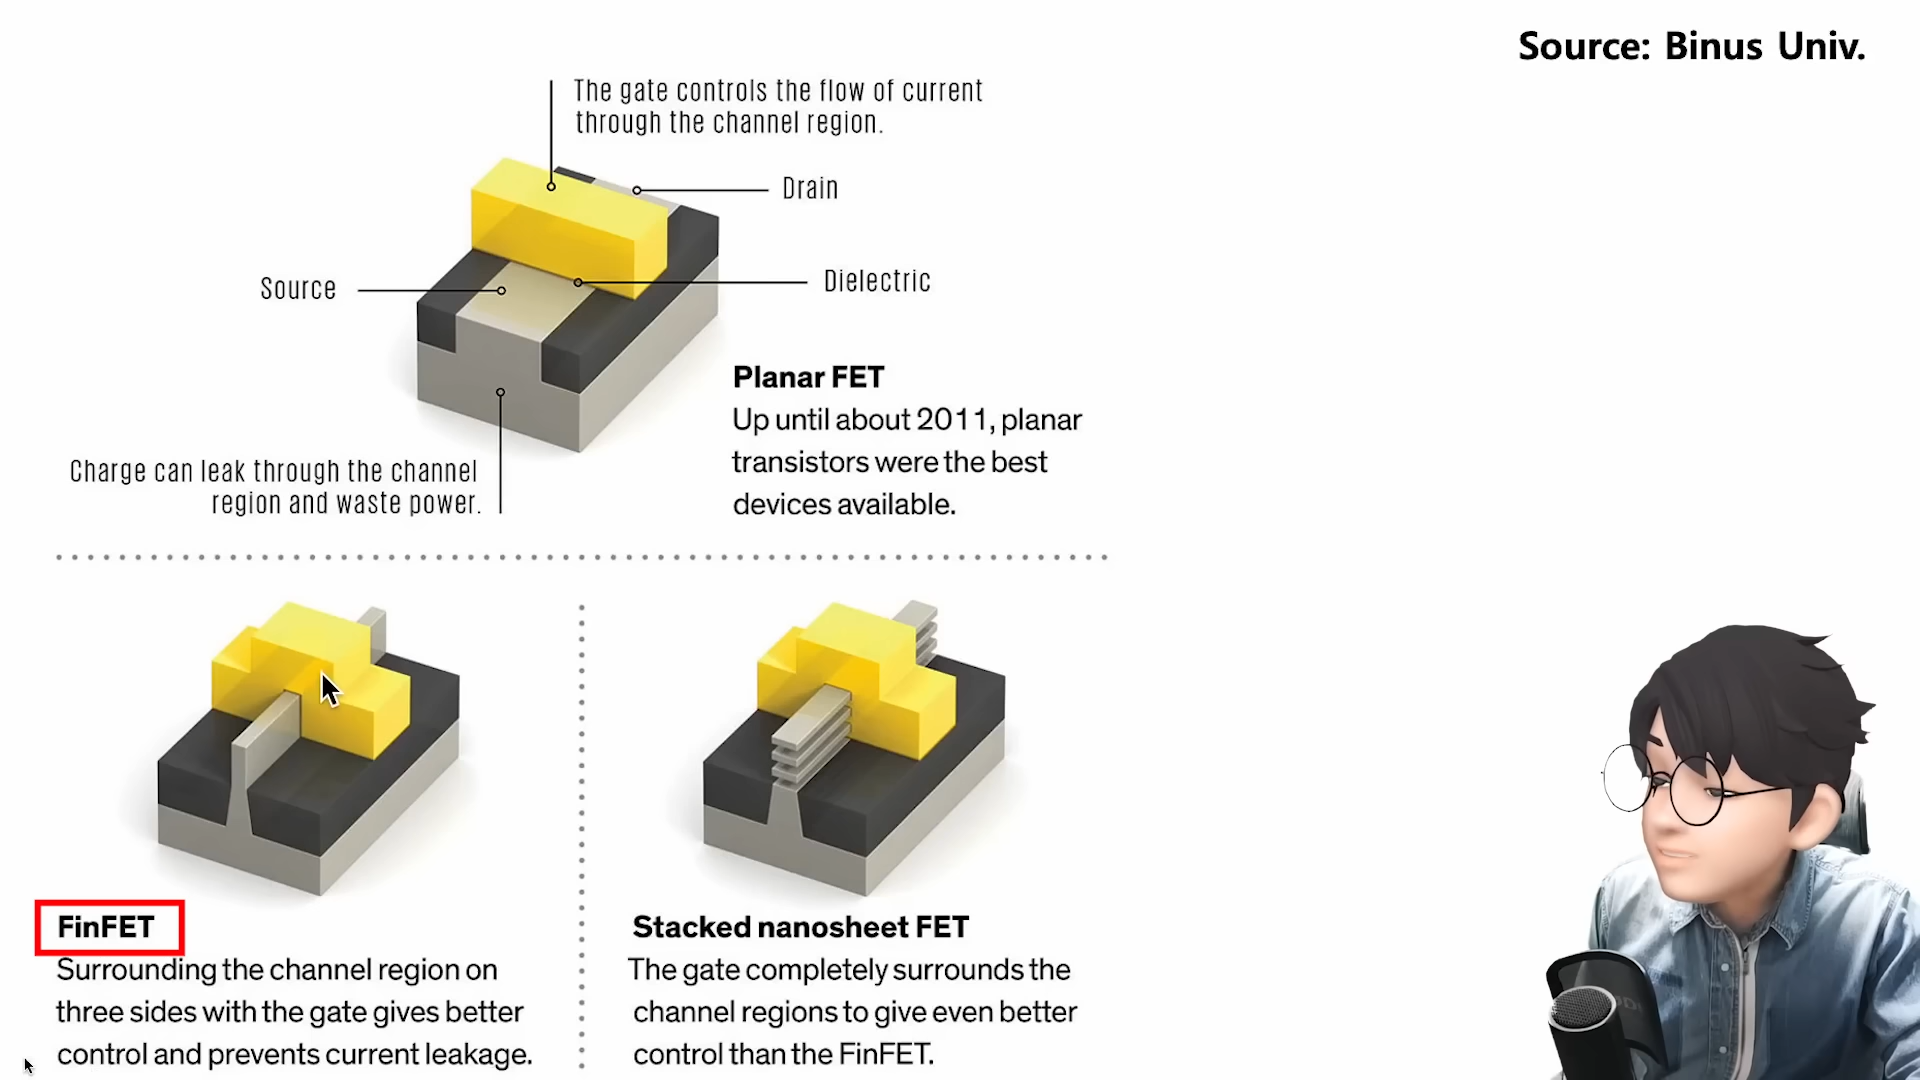 Source: Binus Univ.
The gate controls the flow of current
through the channel region.
Drain
Source
Dielectric
Planar FET
Up until about 2011, planar
transistors were the best
devices available.
Charge can leak through the channel
region and waste power.
FinFET
Surrounding the channel region on
three sides with the gate gives better
control and prevents current leakage.
Stacked nanosheet FET
The gate completely surrounds the
channel regions to give even better
control than the FinFET.